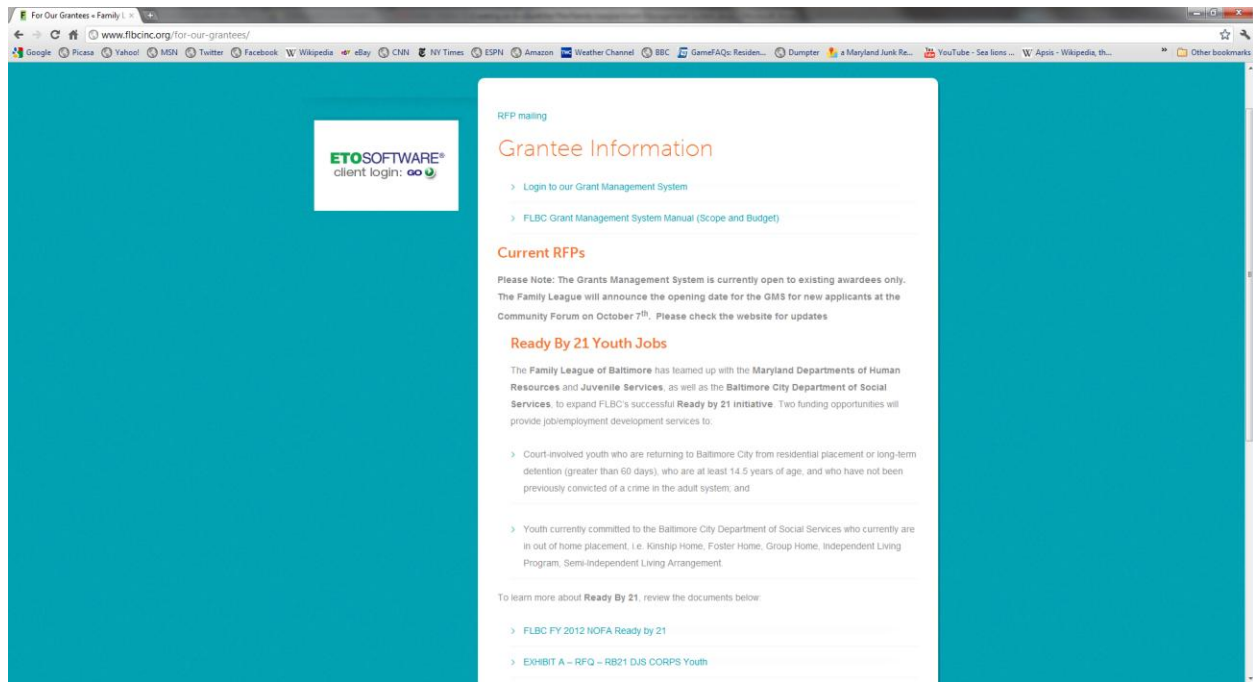 For Our Grantees « Family L
www.flbcinc.org/for-our-grantees/
Google Picasa Yahoo! MSN Twitter Facebook Wikipedia eBay CNN NY Times ESPN Amazon Weather Channel BBC GameFAQs: Residen... Dumpter a Maryland Junk Re... YouTube - Sea lions ... Apsis - Wikipedia, th... » Other bookmarks
RFP mailing
Grantee Information
ETOSOFTWARE®
client login: GO
> Login to our Grant Management System
> FLBC Grant Management System Manual (Scope and Budget)
Current RFPs
Please Note: The Grants Management System is currently open to existing awardees only.
The Family League will announce the opening date for the GMS for new applicants at the
Community Forum on October 7th. Please check the website for updates
Ready By 21 Youth Jobs
The Family League of Baltimore has teamed up with the Maryland Departments of Human
Resources and Juvenile Services, as well as the Baltimore City Department of Social
Services, to expand FLBC's successful Ready by 21 initiative. Two funding opportunities will
provide job/employment development services to:
> Court-involved youth who are returning to Baltimore City from residential placement or long-term
detention (greater than 60 days), who are at least 14.5 years of age, and who have not been
previously convicted of a crime in the adult system; and
> Youth currently committed to the Baltimore City Department of Social Services who currently are
in out of home placement, i.e. Kinship Home, Foster Home, Group Home, Independent Living
Program, Semi-Independent Living Arrangement.
To learn more about Ready By 21, review the documents below:
> FLBC FY 2012 NOFA Ready by 21
> EXHIBIT A – RFQ – RB21 DJS CORPS Youth